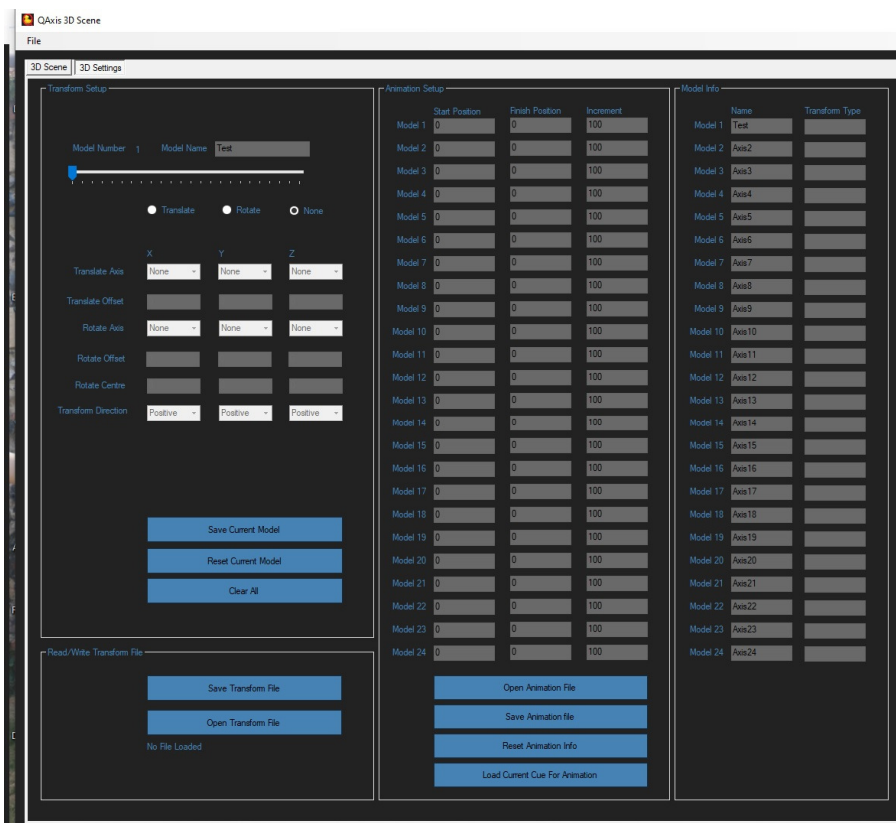 QAxis 3D Scene
File
3D Scene 3D Settings
Transform Setup
Model Number 1 Model Name Test
Translate Rotate None
X Y Z
Translate Axis None None None
Translate Offset
Rotate Axis None None None
Rotate Offset
Rotate Centre
Transform Direction Positive Positive Positive
Save Current Model
Reset Current Model
Clear All
Read/Write Transform File
Save Transform File
Open Transform File
No File Loaded
Animation Setup
Start Position Finish Position Increment
Model 1 0 0 100
Model 2 0 0 100
Model 3 0 0 100
Model 4 0 0 100
Model 5 0 0 100
Model 6 0 0 100
Model 7 0 0 100
Model 8 0 0 100
Model 9 0 0 100
Model 10 0 0 100
Model 11 0 0 100
Model 12 0 0 100
Model 13 0 0 100
Model 14 0 0 100
Model 15 0 0 100
Model 16 0 0 100
Model 17 0 0 100
Model 18 0 0 100
Model 19 0 0 100
Model 20 0 0 100
Model 21 0 0 100
Model 22 0 0 100
Model 23 0 0 100
Model 24 0 0 100
Open Animation File
Save Animation file
Reset Animation Info
Load Current Cue For Animation
Model Info
Name Transform Type
Model 1 Test
Model 2 Axis2
Model 3 Axis3
Model 4 Axis4
Model 5 Axis5
Model 6 Axis6
Model 7 Axis7
Model 8 Axis8
Model 9 Axis9
Model 10 Axis10
Model 11 Axis11
Model 12 Axis12
Model 13 Axis13
Model 14 Axis14
Model 15 Axis15
Model 16 Axis16
Model 17 Axis17
Model 18 Axis18
Model 19 Axis19
Model 20 Axis20
Model 21 Axis21
Model 22 Axis22
Model 23 Axis23
Model 24 Axis24